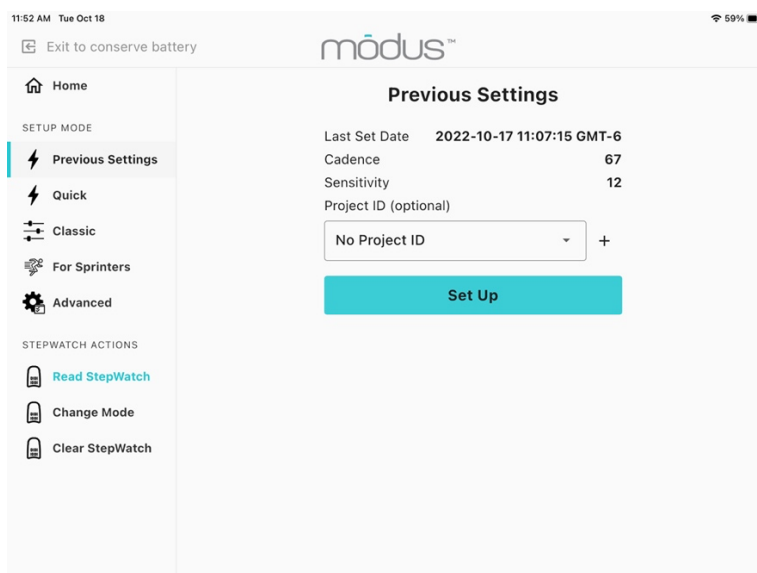 11:52 AM Tue Oct 18
59%
Exit to conserve battery
mōdus™
Home
SETUP MODE
Previous Settings
Quick
Classic
For Sprinters
Advanced
STEPWATCH ACTIONS
Read StepWatch
Change Mode
Clear StepWatch
Previous Settings
Last Set Date 2022-10-17 11:07:15 GMT-6
Cadence 67
Sensitivity 12
Project ID (optional)
No Project ID +
Set Up